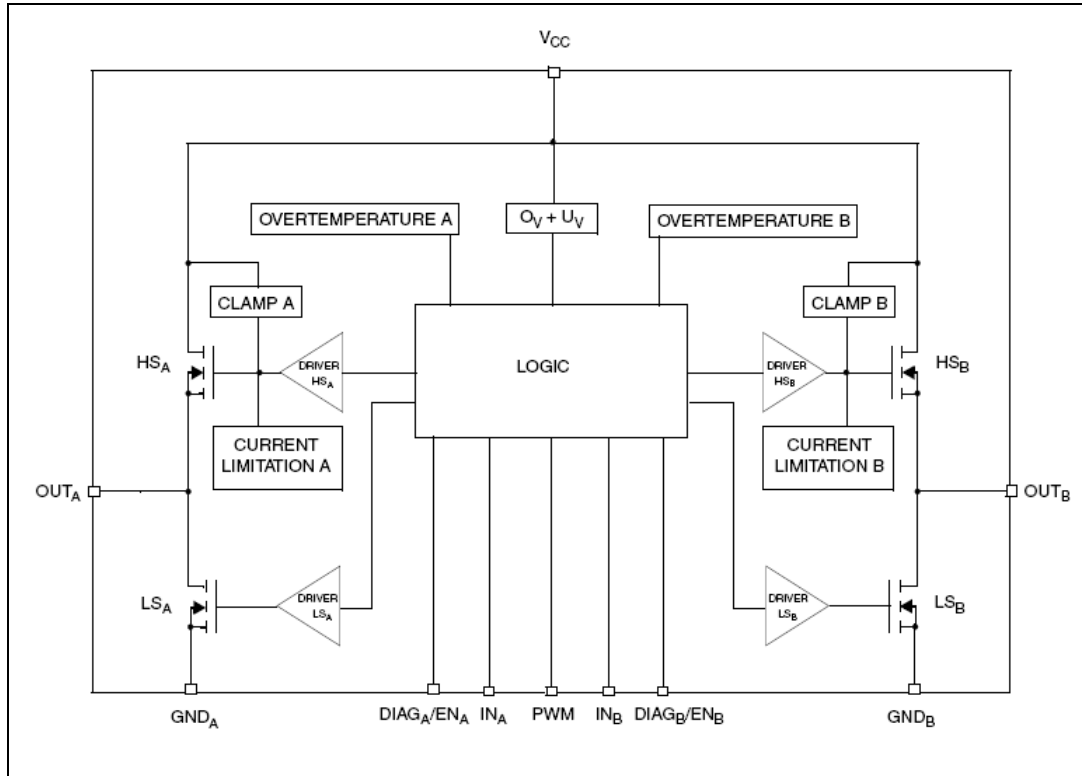 VCC
OVERTEMPERATURE A
OV + UV
OVERTEMPERATURE B
CLAMP A
CLAMP B
HSA
DRIVER
HSA
LOGIC
DRIVER
HSB
HSB
CURRENT
LIMITATION A
CURRENT
LIMITATION B
OUTA
OUTB
LSA
DRIVER
LSA
DRIVER
LSB
LSB
GNDA
DIAGA/ENA
INA
PWM
INB
DIAGB/ENB
GNDB